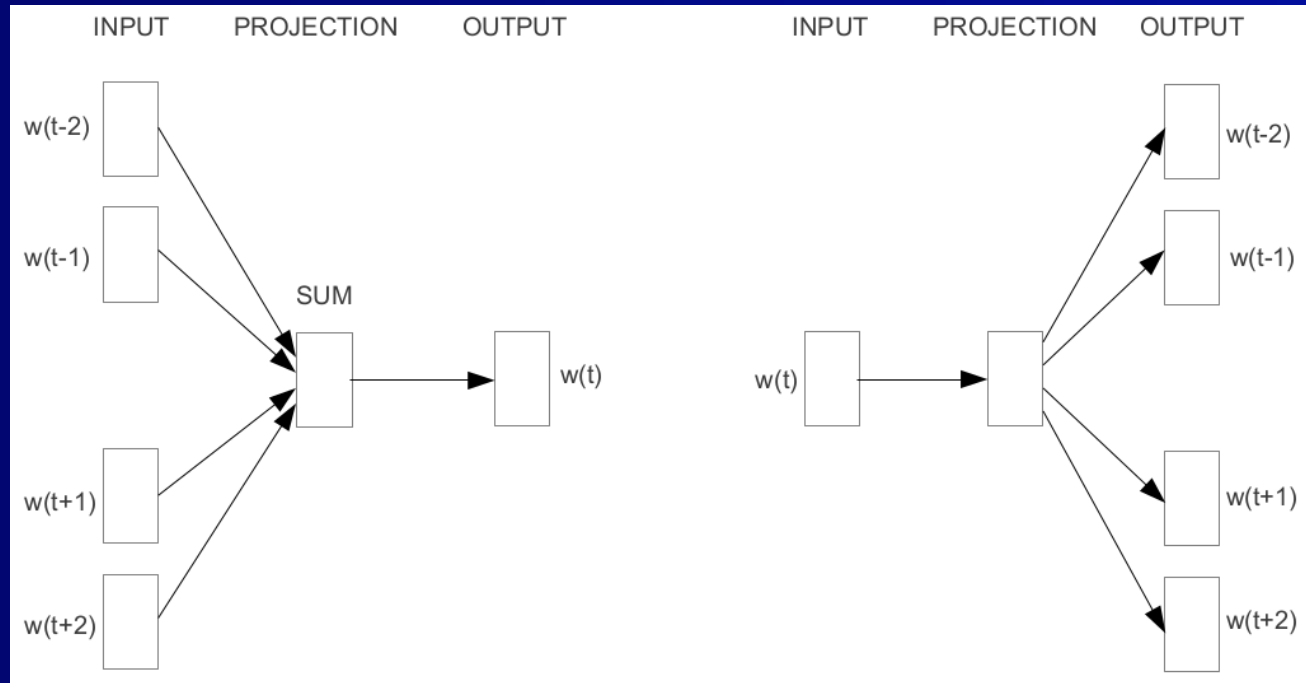 INPUT PROJECTION OUTPUT
w(t-2)
w(t-1)
SUM
w(t)
w(t+1)
w(t+2)
INPUT PROJECTION OUTPUT
w(t-2)
w(t-1)
w(t)
w(t+1)
w(t+2)